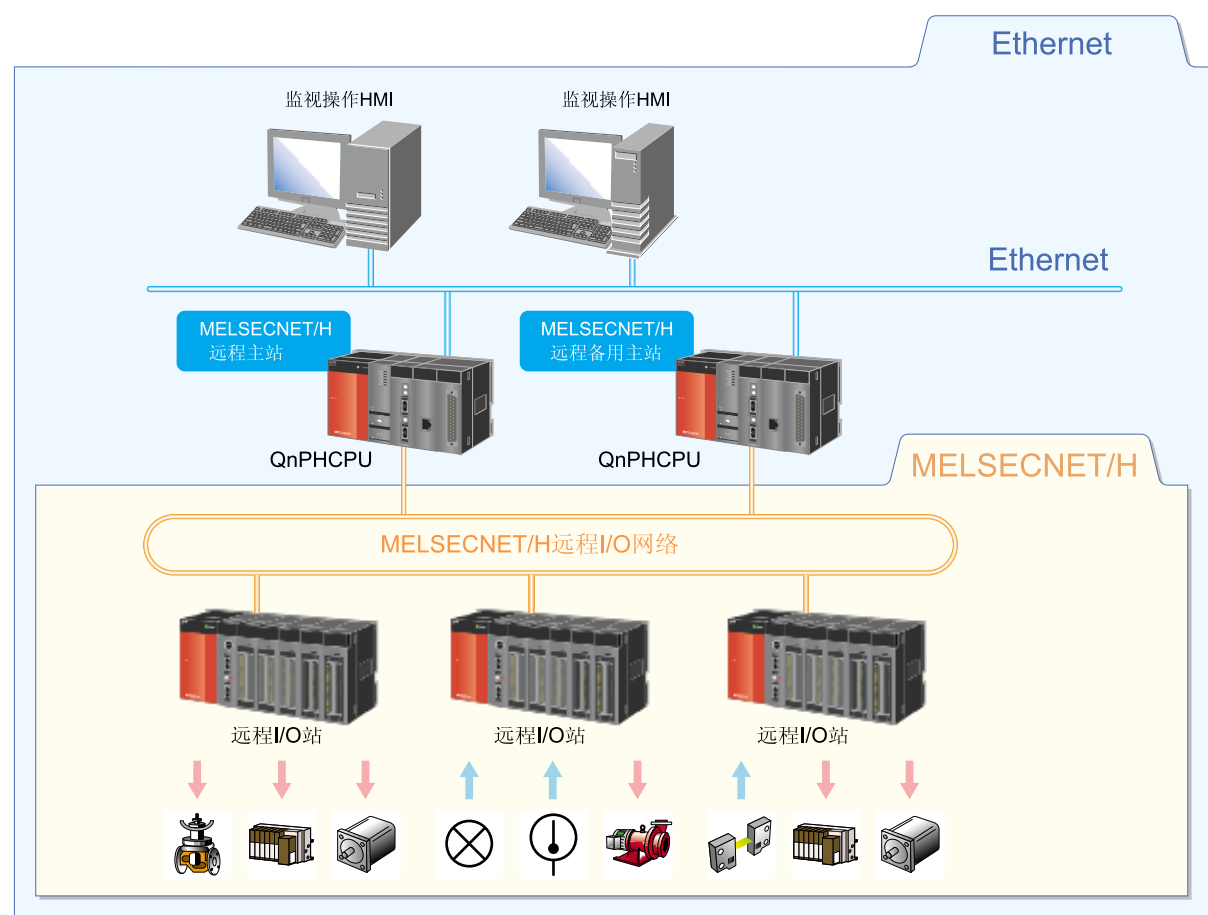 Ethernet
监视操作HMI
监视操作HMI
Ethernet
MELSECNET/H
远程主站
MELSECNET/H
远程备用主站
QnPHCPU
QnPHCPU
MELSECNET/H
MELSECNET/H远程I/O网络
远程I/O站
远程I/O站
远程I/O站